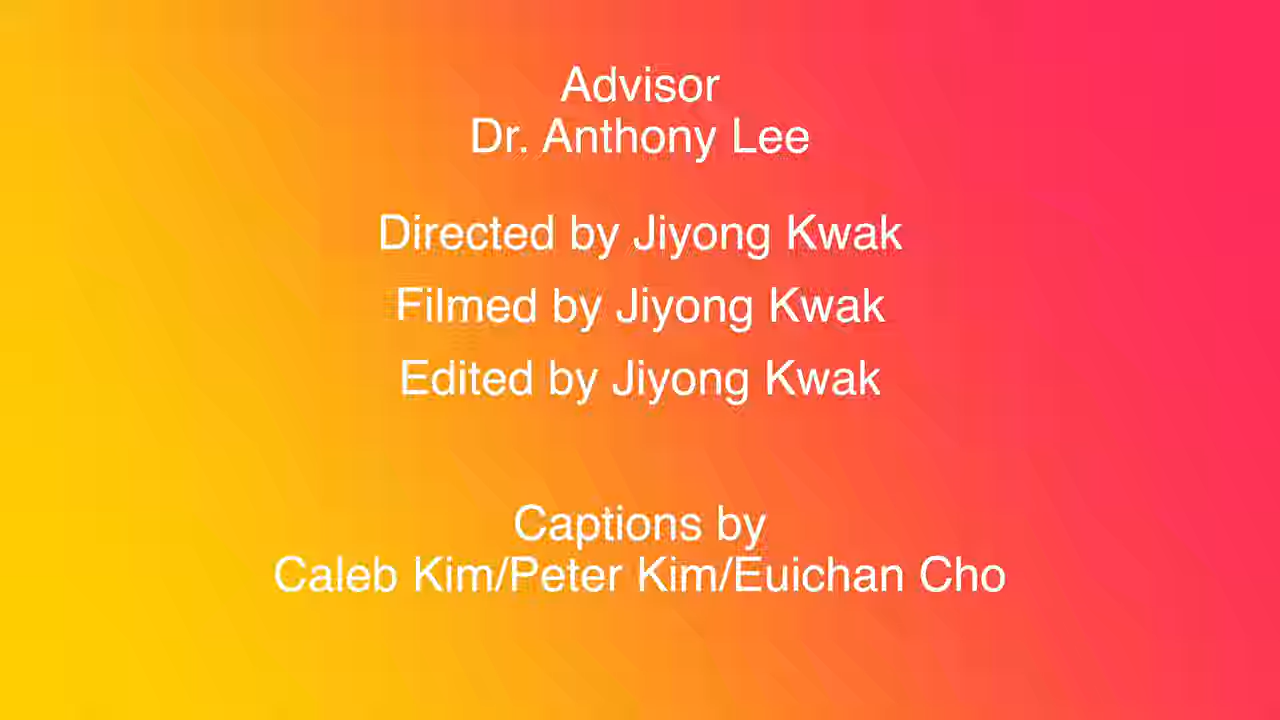 Advisor
Dr. Anthony Lee
Directed by Jiyong Kwak
Filmed by Jiyong Kwak
Edited by Jiyong Kwak
Captions by
Caleb Kim/Peter Kim/Euichan Cho